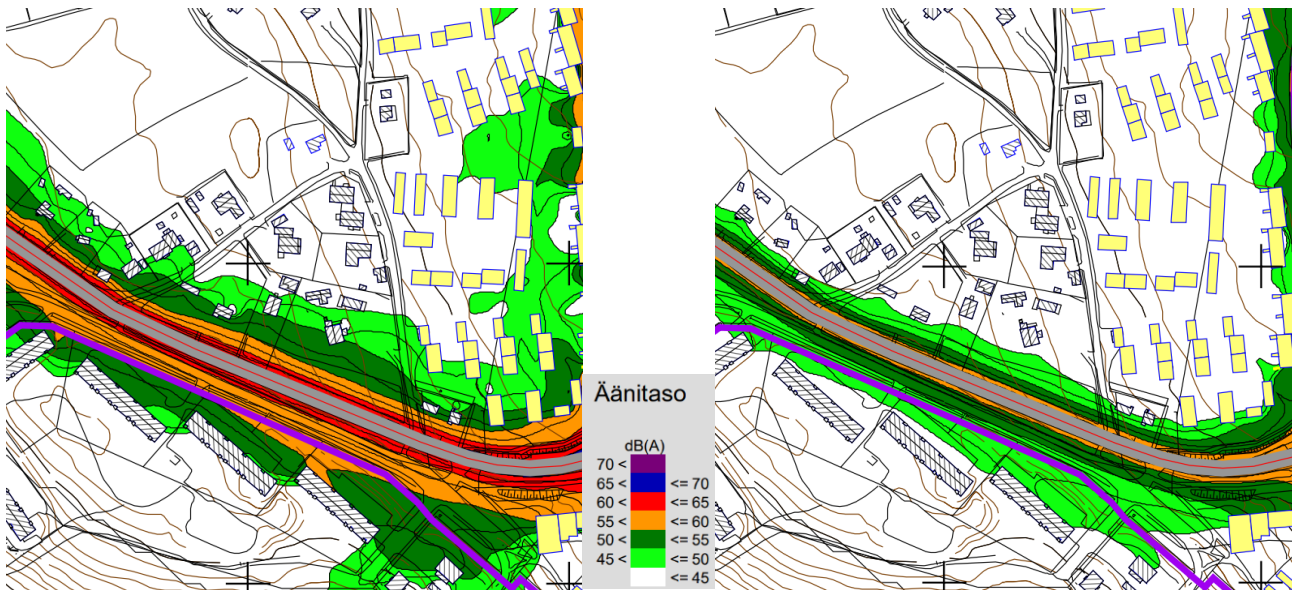 Äänitaso
dB(A)
70 <
65 < <= 70
60 < <= 65
55 < <= 60
50 < <= 55
45 < <= 50
<= 45